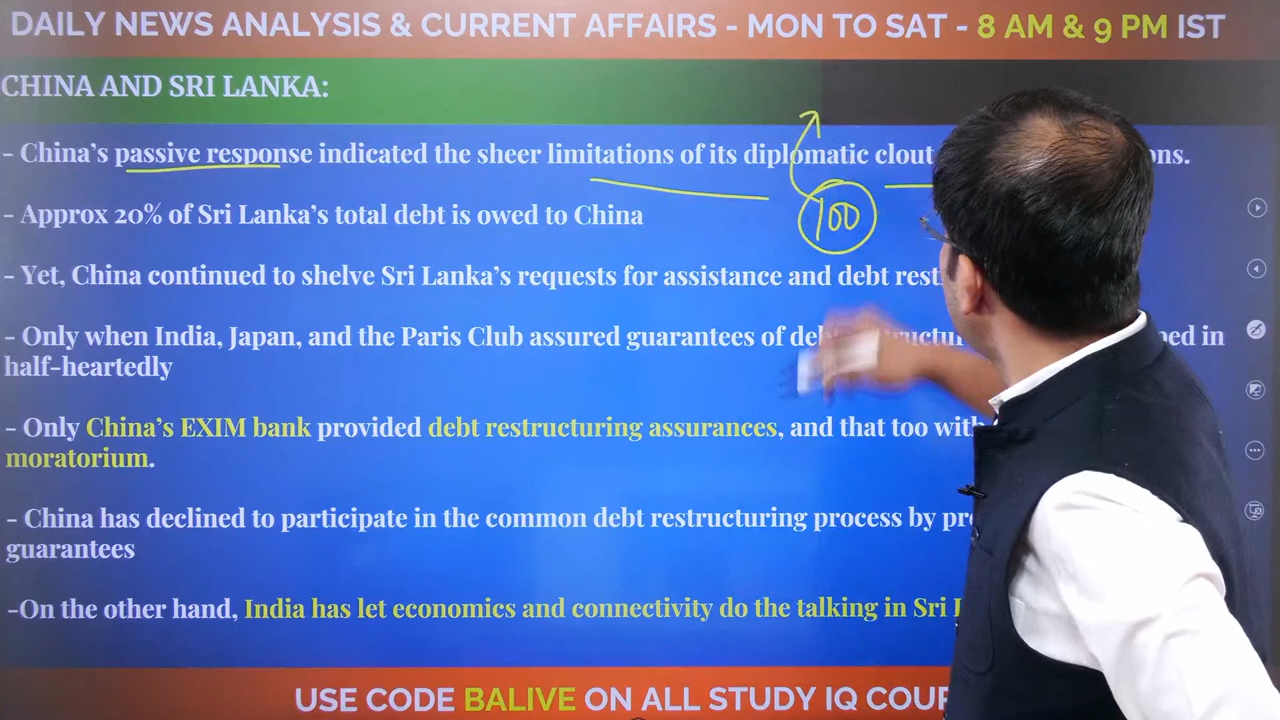 DAILY NEWS ANALYSIS & CURRENT AFFAIRS - MON TO SAT - 8 AM & 9 PM IST
CHINA AND SRI LANKA:
- China's passive response indicated the sheer limitations of its diplomatic clout
- Approx 20% of Sri Lanka's total debt is owed to China
100
- Yet, China continued to shelve Sri Lanka's requests for assistance and debt
- Only when India, Japan, and the Paris Club assured guarantees of in
half-heartedly
- Only China's EXIM bank provided debt restructuring assurances, and that too
moratorium.
- China has declined to participate in the common debt restructuring process by
guarantees
-On the other hand, India has let economics and connectivity do the talking in Sri
USE CODE BALIVE ON ALL STUDY IQ